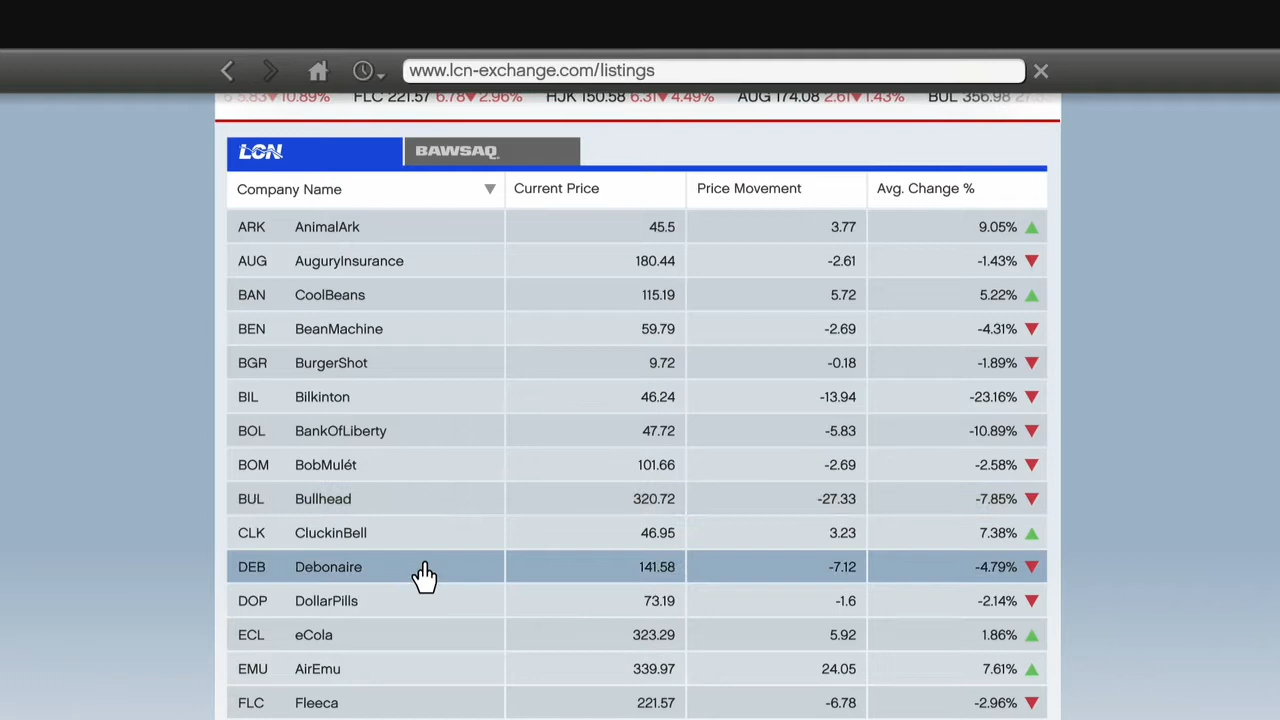 www.lcn-exchange.com/listings
6 5.83▼10.89% FLC 221.57 6.78▼2.96% HJK 150.58 6.31▼4.49% AUG 174.08 2.61▼1.43% BUL 356.98 27.33
LCN BAWSAQ
Company Name ▼ Current Price Price Movement Avg. Change %
ARK AnimalArk 45.5 3.77 9.05% ▲
AUG AuguryInsurance 180.44 -2.61 -1.43% ▼
BAN CoolBeans 115.19 5.72 5.22% ▲
BEN BeanMachine 59.79 -2.69 -4.31% ▼
BGR BurgerShot 9.72 -0.18 -1.89% ▼
BIL Bilkinton 46.24 -13.94 -23.16% ▼
BOL BankOfLiberty 47.72 -5.83 -10.89% ▼
BOM BobMulét 101.66 -2.69 -2.58% ▼
BUL Bullhead 320.72 -27.33 -7.85% ▼
CLK CluckinBell 46.95 3.23 7.38% ▲
DEB Debonaire 141.58 -7.12 -4.79% ▼
DOP DollarPills 73.19 -1.6 -2.14% ▼
ECL eCola 323.29 5.92 1.86% ▲
EMU AirEmu 339.97 24.05 7.61% ▲
FLC Fleeca 221.57 -6.78 -2.96% ▼